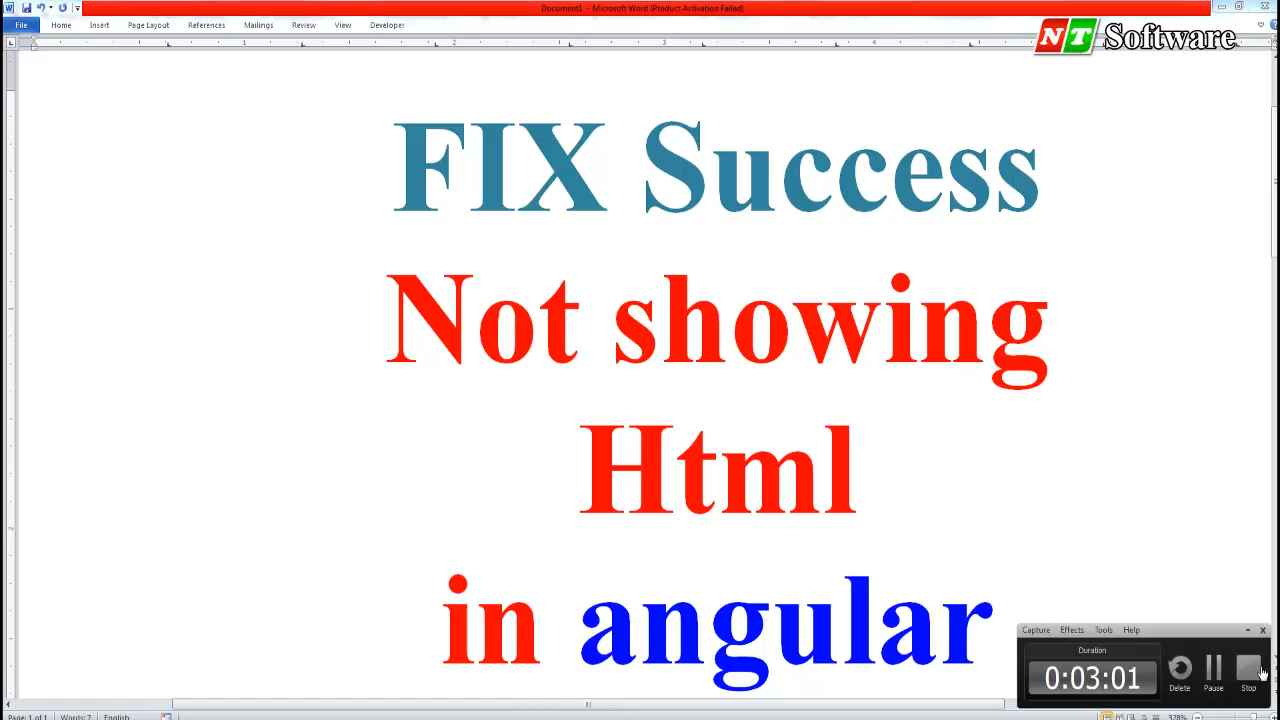 Document1 - Microsoft Word (Product Activation Failed)
File Home Insert Page Layout References Mailings Review View Developer
NT Software
FIX Success
Not showing
Html
in angular
Capture Effects Tools Help
Duration
0:03:01
Delete Pause Stop
Page: 1 of 1 Words: 7 English 328%